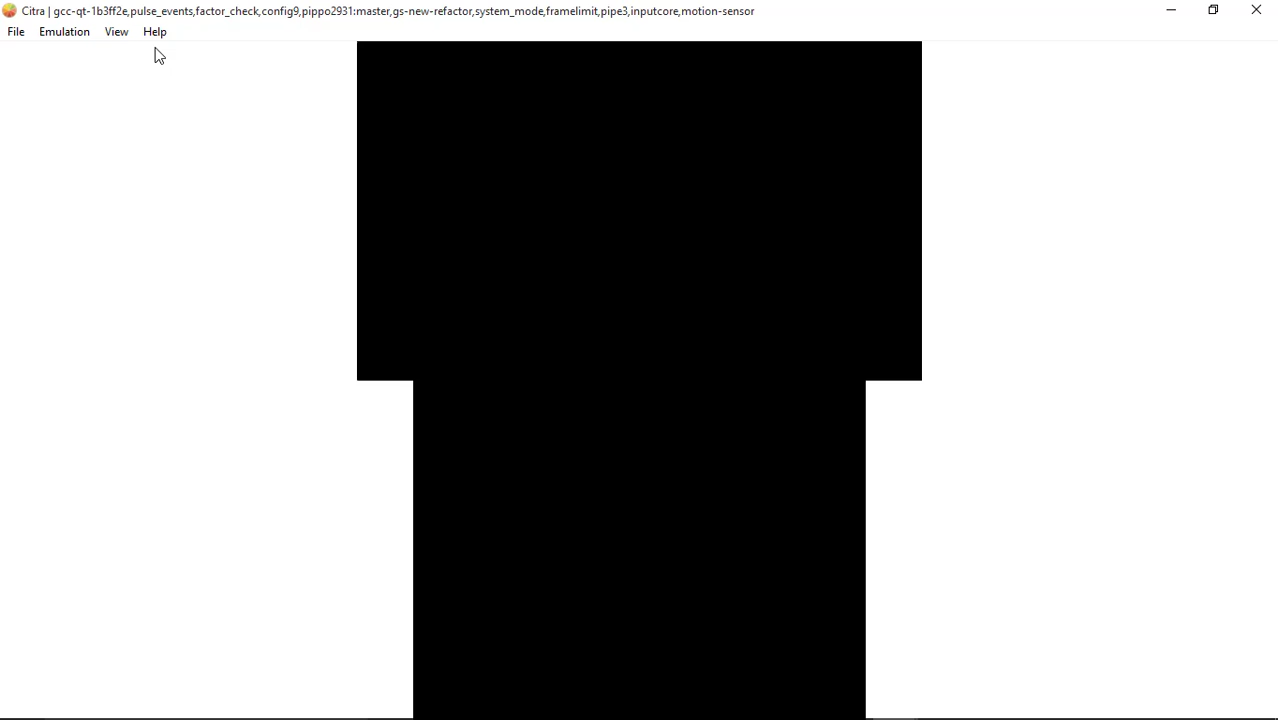 Citra | gcc-qt-1b3ff2e,pulse_events,factor_check,config9,pippo2931:master,gs-new-refactor,system_mode,framelimit,pipe3,inputcore,motion-sensor
File Emulation View Help